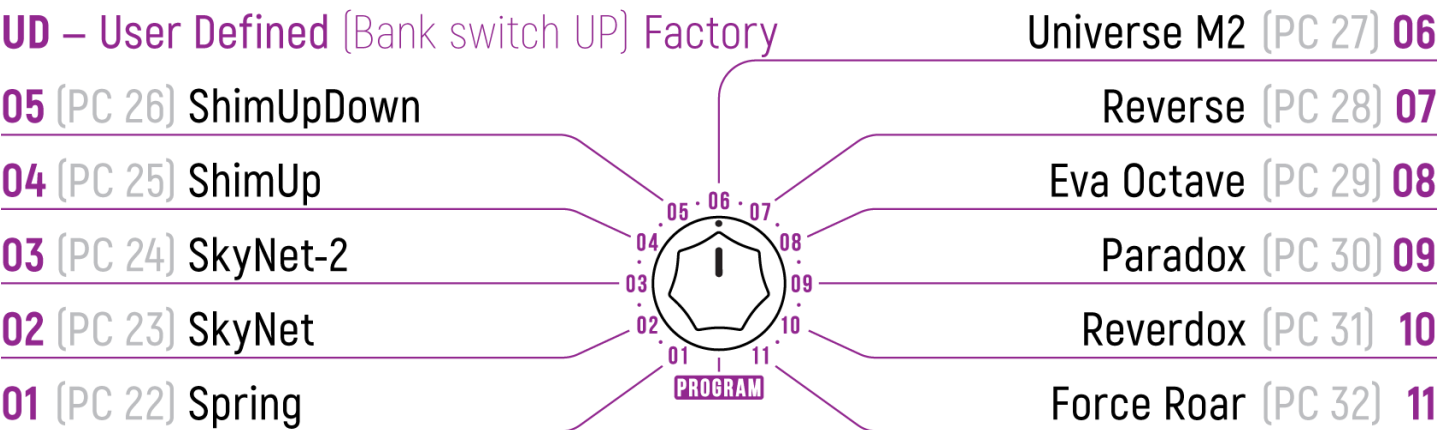 UD – User Defined (Bank switch UP) Factory
05 (PC 26) ShimUpDown
04 (PC 25) ShimUp
03 (PC 24) SkyNet-2
02 (PC 23) SkyNet
01 (PC 22) Spring
Universe M2 (PC 27) 06
Reverse (PC 28) 07
Eva Octave (PC 29) 08
Paradox (PC 30) 09
Reverdox (PC 31) 10
Force Roar (PC 32) 11
01 · 02 · 03 · 04 · 05 · 06 · 07 · 08 · 09 · 10 · 11
PROGRAM